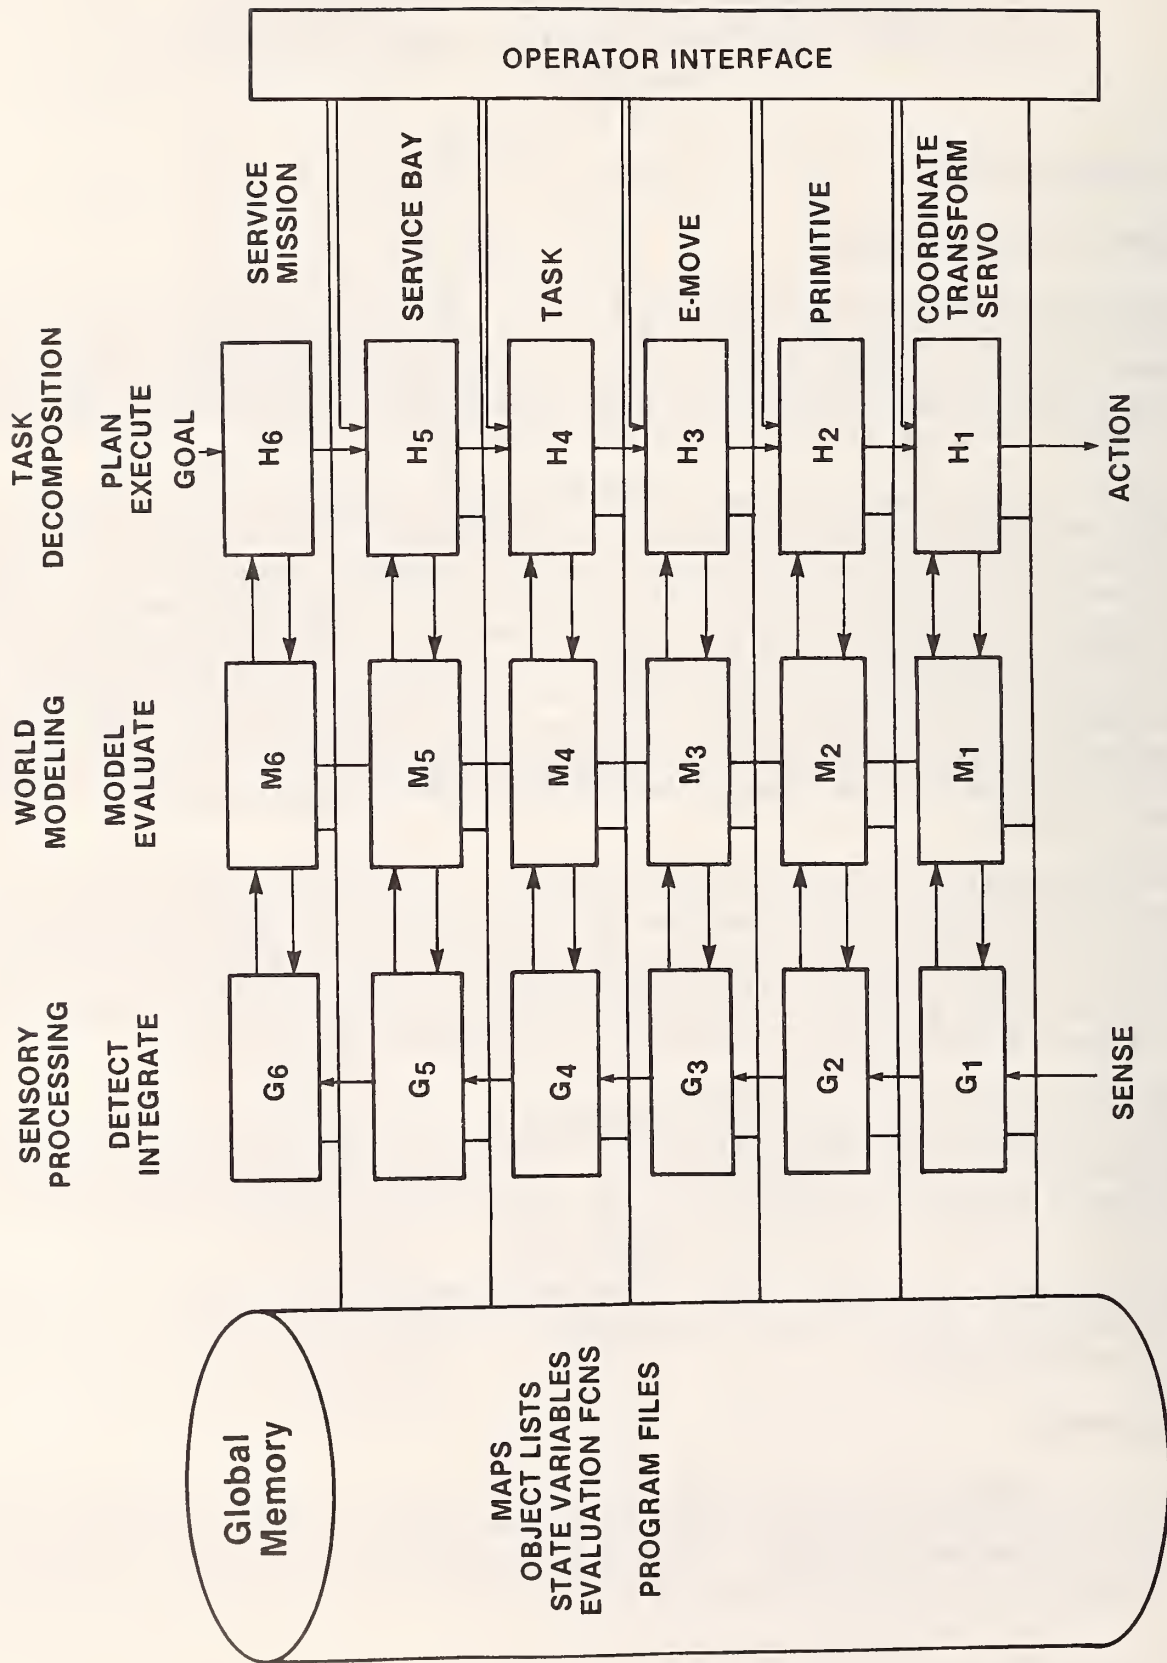 SENSORY
PROCESSING
WORLD
MODELING
TASK
DECOMPOSITION
DETECT
INTEGRATE
MODEL
EVALUATE
PLAN
EXECUTE
GOAL
Global
Memory
G6
M6
H6
SERVICE
MISSION
G5
M5
H5
SERVICE BAY
G4
M4
H4
TASK
G3
M3
H3
E-MOVE
G2
M2
H2
PRIMITIVE
G1
M1
H1
COORDINATE
TRANSFORM
SERVO
MAPS
OBJECT LISTS
STATE VARIABLES
EVALUATION FCNS
PROGRAM FILES
OPERATOR INTERFACE
SENSE
ACTION